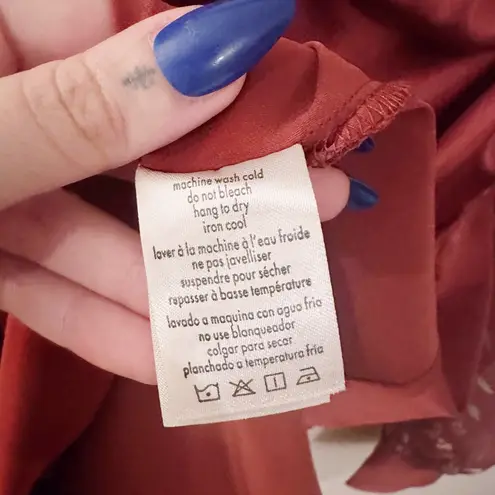 machine wash cold
do not bleach
hang to dry
iron cool
laver à la machine à l'eau froide
ne pas javelliser
suspendre pour sécher
repasser à basse température
lavado a maquina con agua fria
no use blanqueador
colgar para secar
planchado a temperatura fria